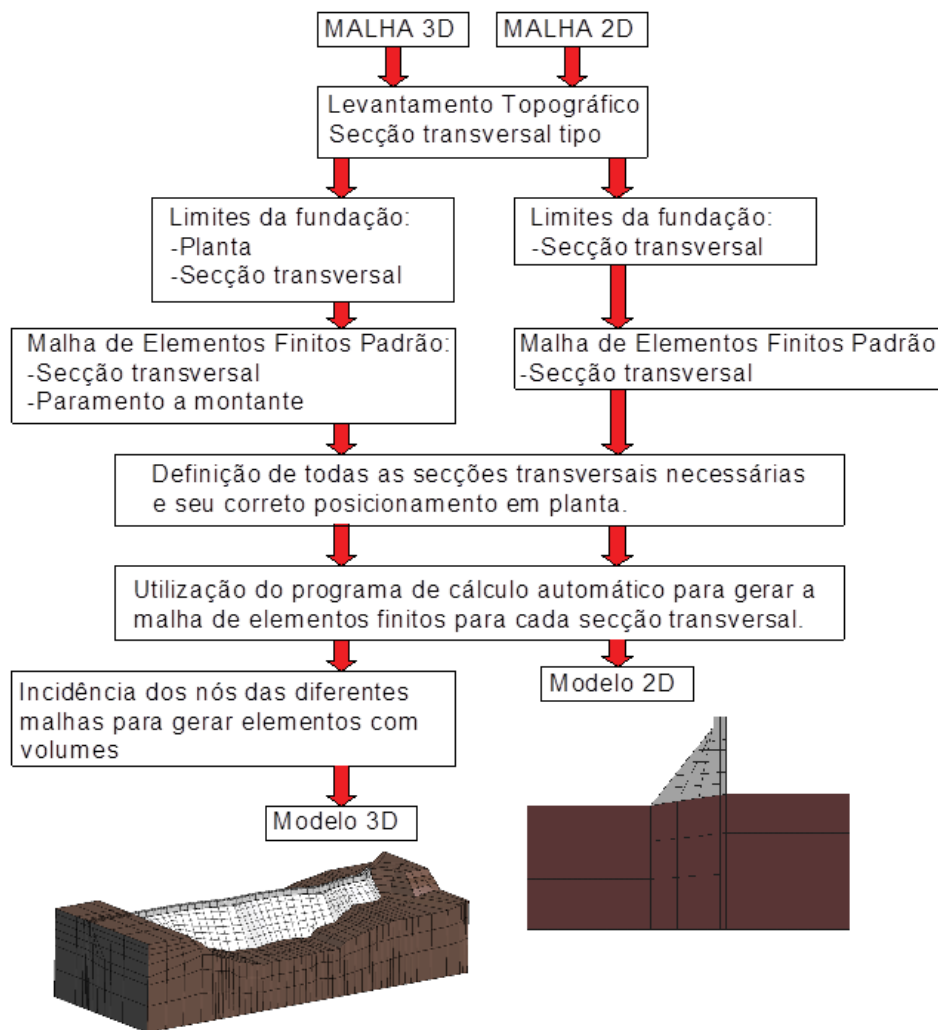 MALHA 3D
MALHA 2D
Levantamento Topográfico
Secção transversal tipo
Limites da fundação:
-Planta
-Secção transversal
Limites da fundação:
-Secção transversal
Malha de Elementos Finitos Padrão:
-Secção transversal
-Paramento a montante
Malha de Elementos Finitos Padrão
-Secção transversal
Definição de todas as secções transversais necessárias
e seu correto posicionamento em planta.
Utilização do programa de cálculo automático para gerar a
malha de elementos finitos para cada secção transversal.
Incidência dos nós das diferentes
malhas para gerar elementos com
volumes
Modelo 2D
Modelo 3D